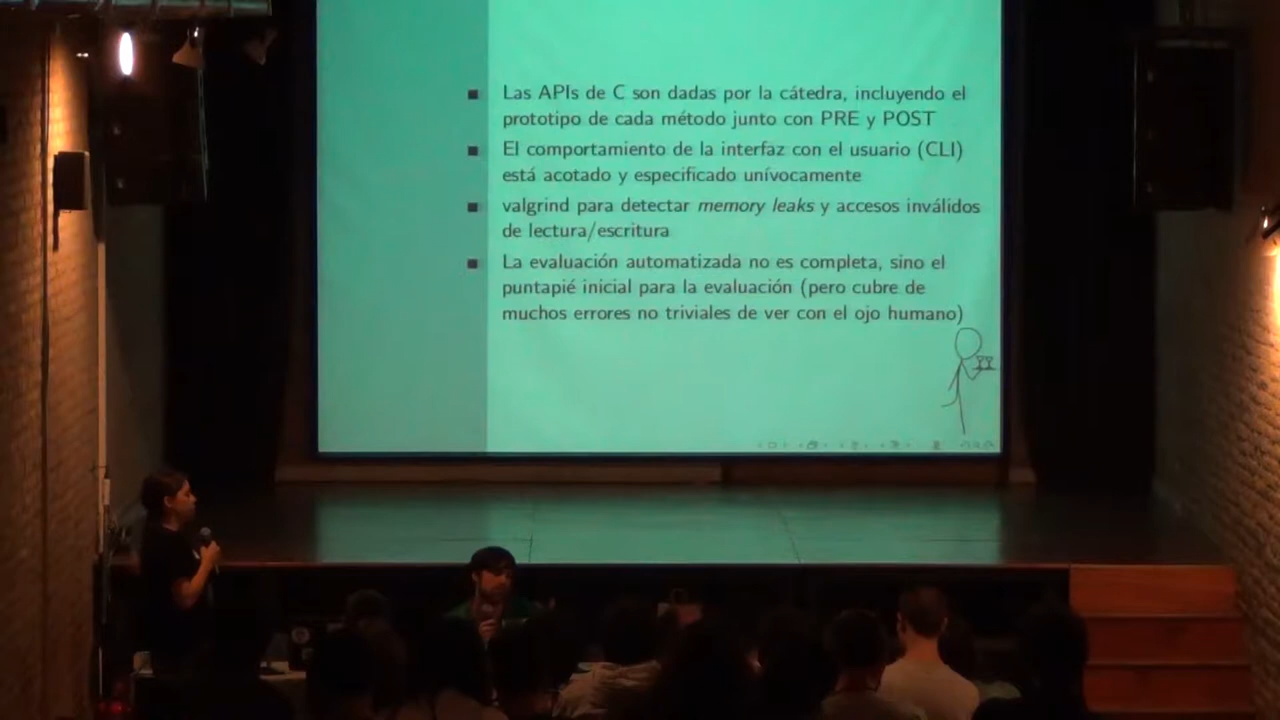 Las APIs de C son dadas por la cátedra, incluyendo el
prototipo de cada método junto con PRE y POST
El comportamiento de la interfaz con el usuario (CLI)
está acotado y especificado unívocamente
valgrind para detectar memory leaks y accesos inválidos
de lectura/escritura
La evaluación automatizada no es completa, sino el
puntapié inicial para la evaluación (pero cubre de
muchos errores no triviales de ver con el ojo humano)